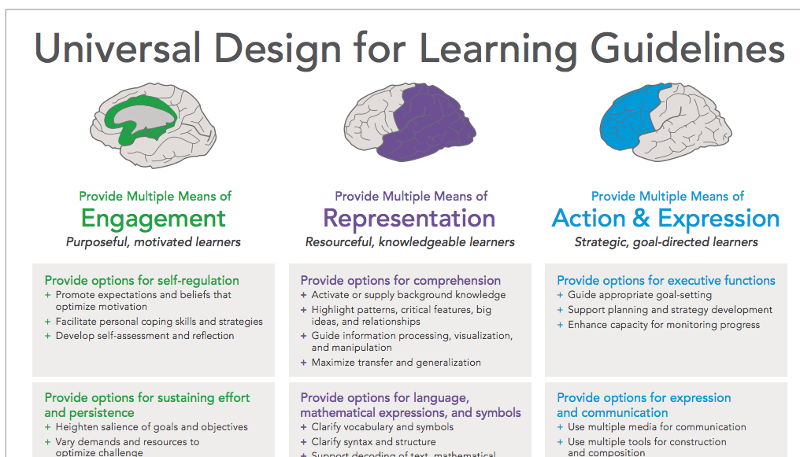 Universal Design for Learning Guidelines
Provide Multiple Means of
Engagement
Purposeful, motivated learners
Provide options for self-regulation
+ Promote expectations and beliefs that
optimize motivation
+ Facilitate personal coping skills and strategies
+ Develop self-assessment and reflection
Provide options for sustaining effort
and persistence
+ Heighten salience of goals and objectives
+ Vary demands and resources to
optimize challenge
Provide Multiple Means of
Representation
Resourceful, knowledgeable learners
Provide options for comprehension
+ Activate or supply background knowledge
+ Highlight patterns, critical features, big
ideas, and relationships
+ Guide information processing, visualization,
and manipulation
+ Maximize transfer and generalization
Provide options for language,
mathematical expressions, and symbols
+ Clarify vocabulary and symbols
+ Clarify syntax and structure
+ Support decoding of text, mathematical
Provide Multiple Means of
Action & Expression
Strategic, goal-directed learners
Provide options for executive functions
+ Guide appropriate goal-setting
+ Support planning and strategy development
+ Enhance capacity for monitoring progress
Provide options for expression
and communication
+ Use multiple media for communication
+ Use multiple tools for construction
and composition